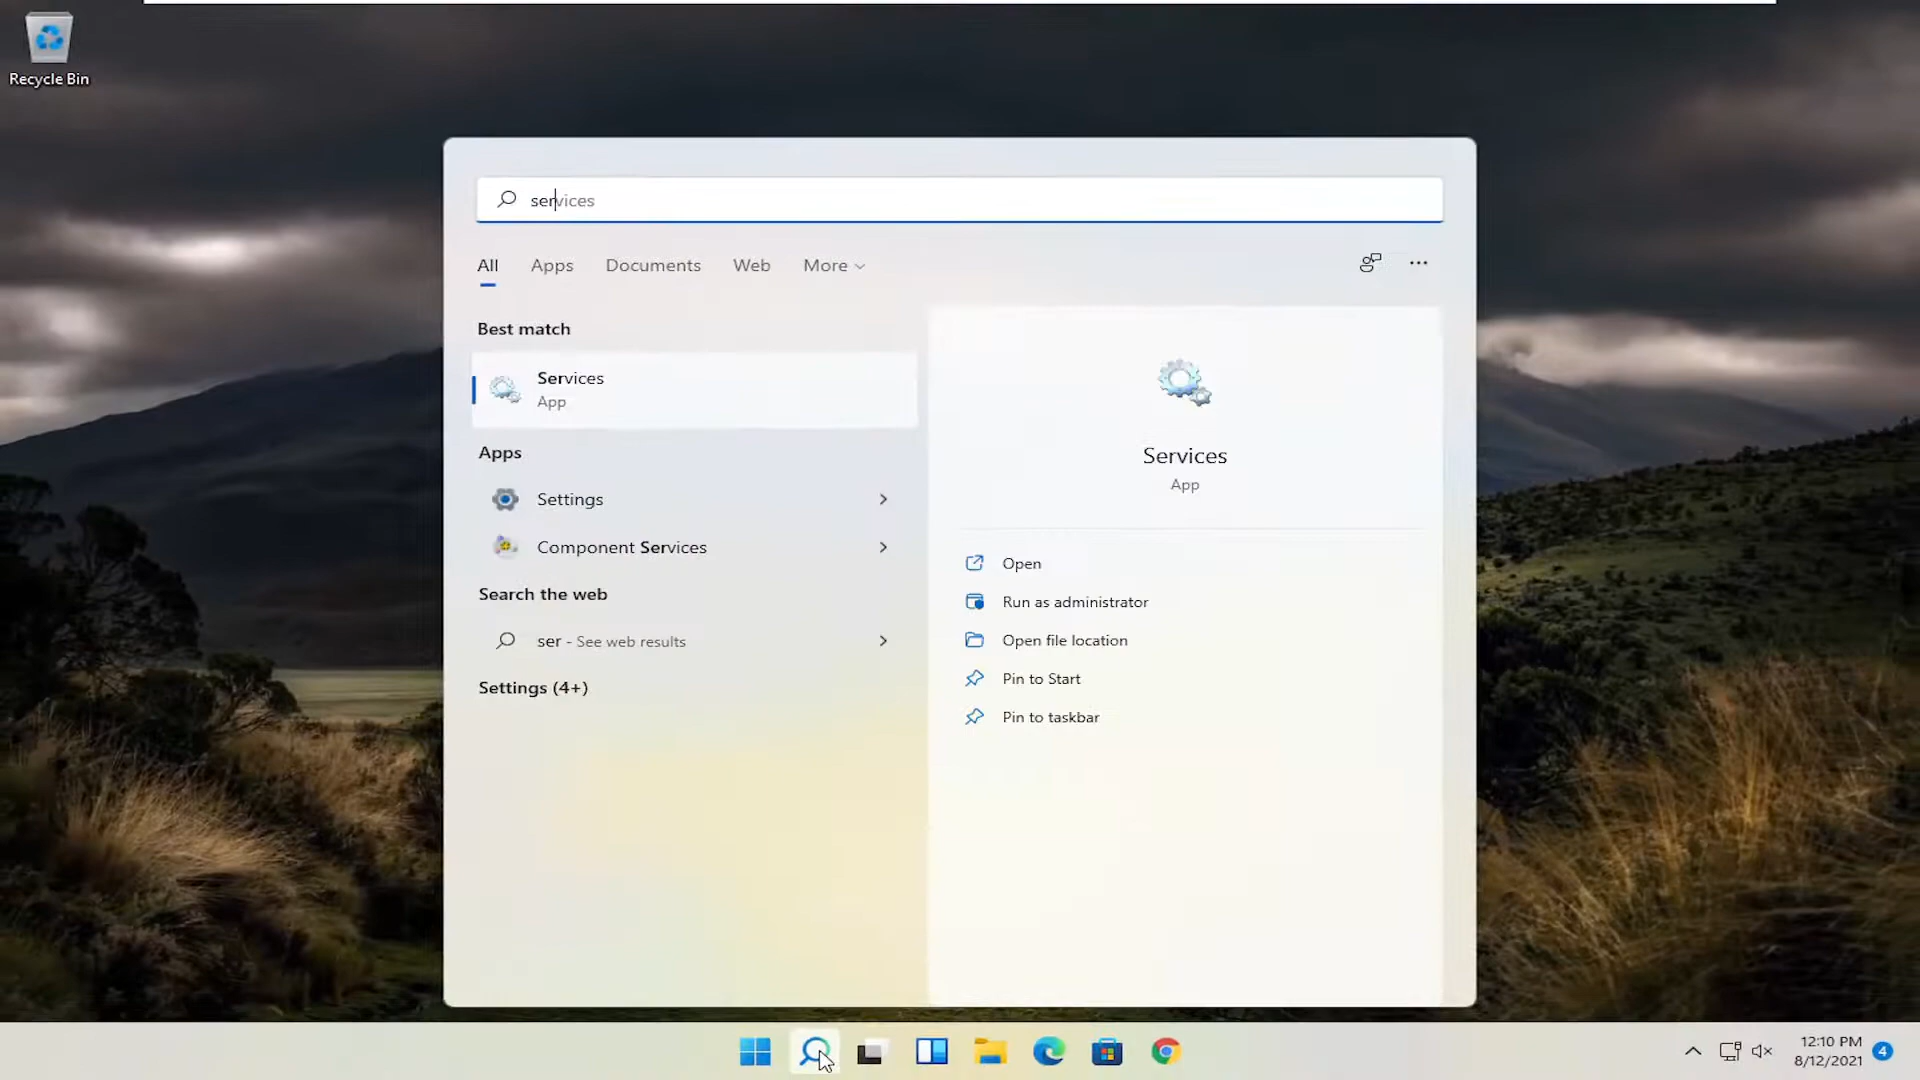 Recycle Bin
services
All Apps Documents Web More
Best match
Services
App
Apps
Settings
Component Services
Search the web
ser - See web results
Settings (4+)
Services
App
Open
Run as administrator
Open file location
Pin to Start
Pin to taskbar
12:10 PM
8/12/2021
4